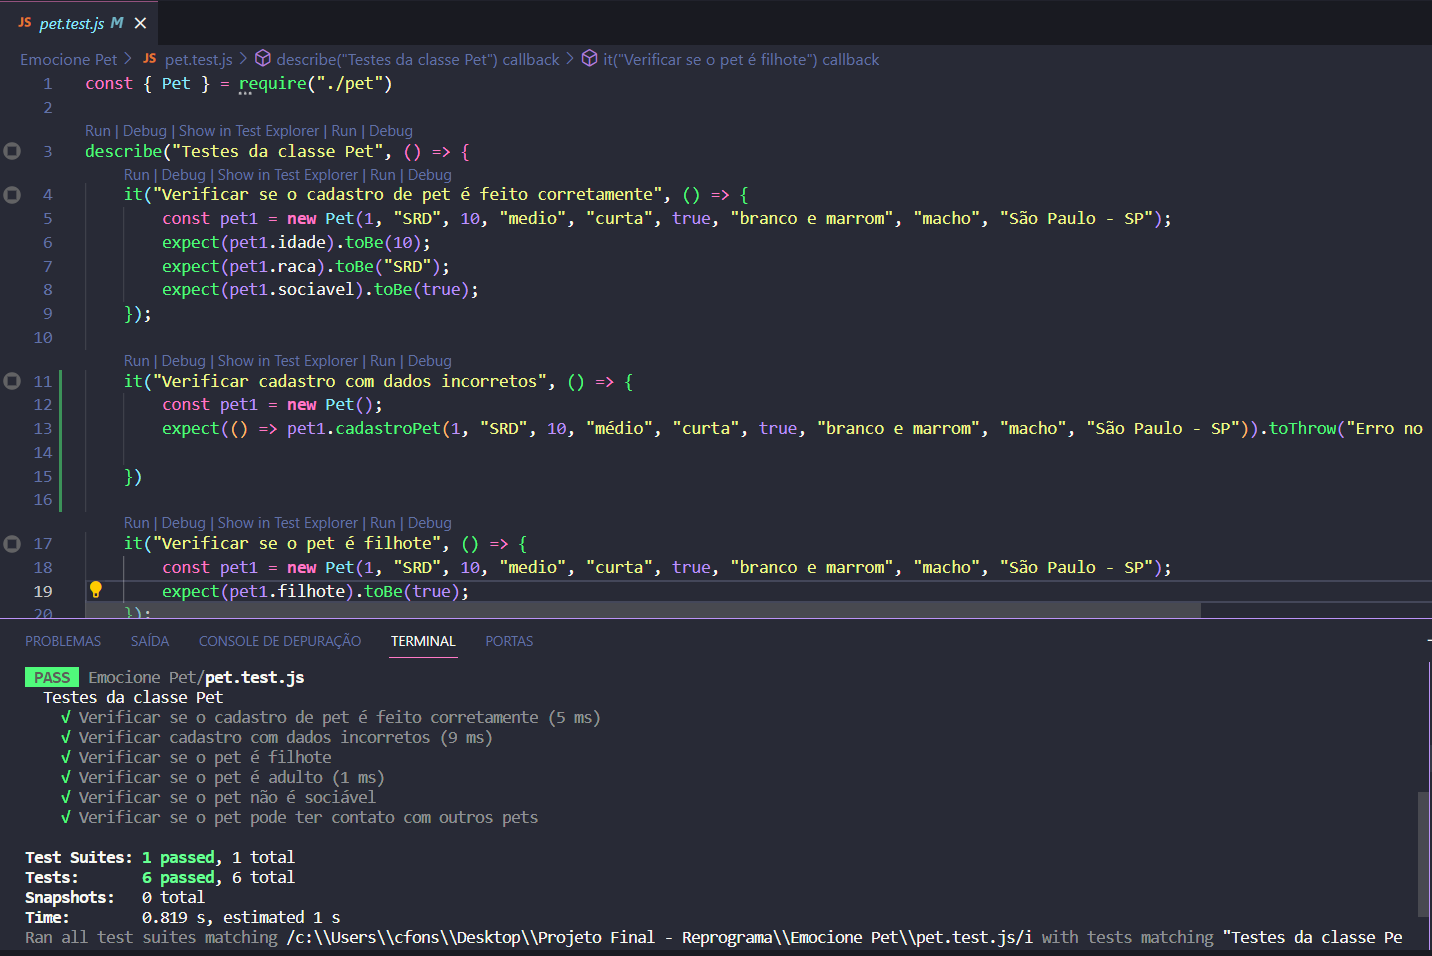 JS pet.test.js M ×
Emocione Pet > JS pet.test.js > describe("Testes da classe Pet") callback > it("Verificar se o pet é filhote") callback
1 const { Pet } = require("./pet")
2
Run | Debug | Show in Test Explorer | Run | Debug
3 describe("Testes da classe Pet", () => {
Run | Debug | Show in Test Explorer | Run | Debug
4 it("Verificar se o cadastro de pet é feito corretamente", () => {
5 const pet1 = new Pet(1, "SRD", 10, "medio", "curta", true, "branco e marrom", "macho", "São Paulo - SP");
6 expect(pet1.idade).toBe(10);
7 expect(pet1.raca).toBe("SRD");
8 expect(pet1.sociavel).toBe(true);
9 });
10
Run | Debug | Show in Test Explorer | Run | Debug
11 it("Verificar cadastro com dados incorretos", () => {
12 const pet1 = new Pet();
13 expect(() => pet1.cadastroPet(1, "SRD", 10, "médio", "curta", true, "branco e marrom", "macho", "São Paulo - SP")).toThrow("Erro no
14
15 })
16
Run | Debug | Show in Test Explorer | Run | Debug
17 it("Verificar se o pet é filhote", () => {
18 const pet1 = new Pet(1, "SRD", 10, "medio", "curta", true, "branco e marrom", "macho", "São Paulo - SP");
19 expect(pet1.filhote).toBe(true);
20 });
PROBLEMAS SAÍDA CONSOLE DE DEPURAÇÃO TERMINAL PORTAS
PASS Emocione Pet/pet.test.js
Testes da classe Pet
√ Verificar se o cadastro de pet é feito corretamente (5 ms)
√ Verificar cadastro com dados incorretos (9 ms)
√ Verificar se o pet é filhote
√ Verificar se o pet é adulto (1 ms)
√ Verificar se o pet não é sociável
√ Verificar se o pet pode ter contato com outros pets
Test Suites: 1 passed, 1 total
Tests: 6 passed, 6 total
Snapshots: 0 total
Time: 0.819 s, estimated 1 s
Ran all test suites matching /c:\\Users\\cfons\\Desktop\\Projeto Final - Reprograma\\Emocione Pet\\pet.test.js/i with tests matching "Testes da classe Pe